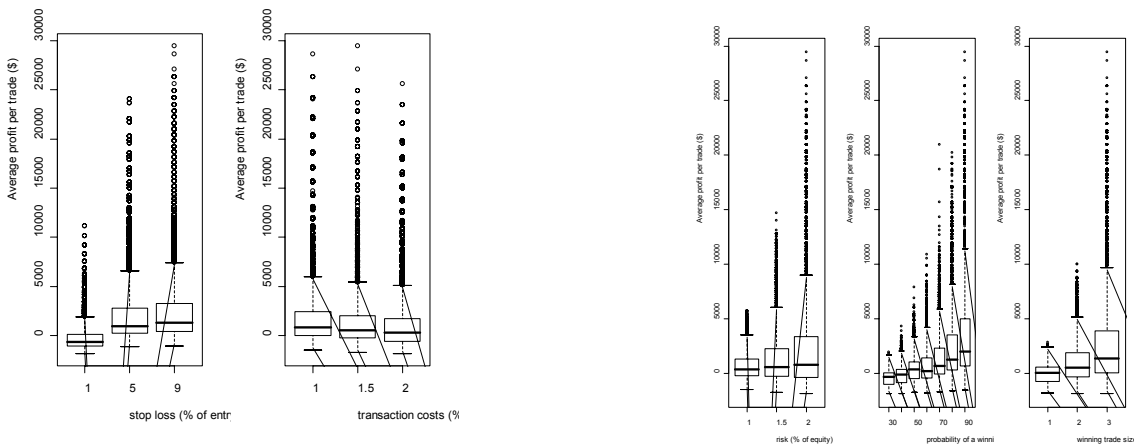 Average profit per trade ($)
0 5000 10000 15000 20000 25000 30000
1 5 9
stop loss (% of entr
Average profit per trade ($)
0 5000 10000 15000 20000 25000 30000
1 1.5 2
transaction costs (%
Average profit per trade ($)
0 5000 10000 15000 20000 25000 30000
1 1.5 2
risk (% of equity)
Average profit per trade ($)
0 5000 10000 15000 20000 25000 30000
30 50 60 70 90
probability of a winni
Average profit per trade ($)
0 5000 10000 15000 20000 25000 30000
1 2 3
winning trade size